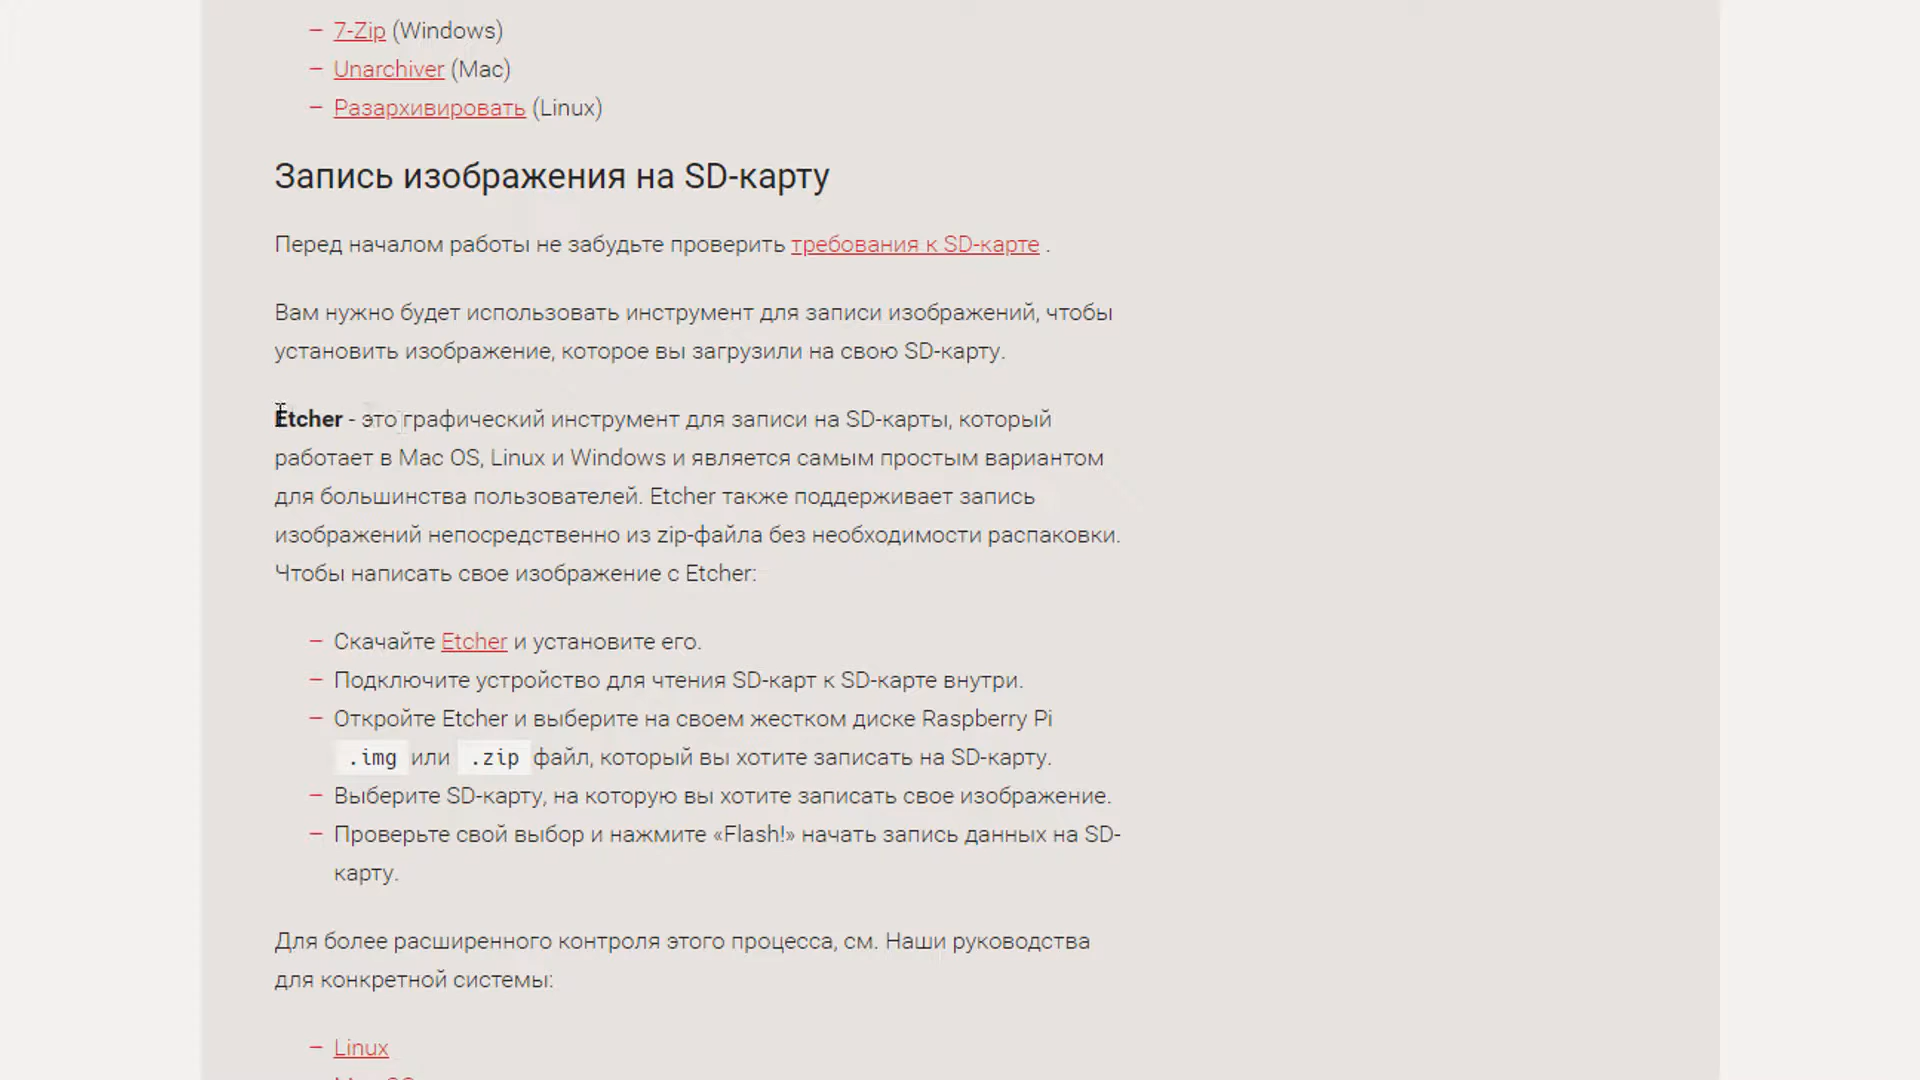 – 7-Zip (Windows)
– Unarchiver (Mac)
– Разархивировать (Linux)
Запись изображения на SD-карту
Перед началом работы не забудьте проверить требования к SD-карте .
Вам нужно будет использовать инструмент для записи изображений, чтобы
установить изображение, которое вы загрузили на свою SD-карту.
Etcher - это графический инструмент для записи на SD-карты, который
работает в Mac OS, Linux и Windows и является самым простым вариантом
для большинства пользователей. Etcher также поддерживает запись
изображений непосредственно из zip-файла без необходимости распаковки.
Чтобы написать свое изображение с Etcher:
– Скачайте Etcher и установите его.
– Подключите устройство для чтения SD-карт к SD-карте внутри.
– Откройте Etcher и выберите на своем жестком диске Raspberry Pi
.img или .zip файл, который вы хотите записать на SD-карту.
– Выберите SD-карту, на которую вы хотите записать свое изображение.
– Проверьте свой выбор и нажмите «Flash!» начать запись данных на SD-
карту.
Для более расширенного контроля этого процесса, см. Наши руководства
для конкретной системы:
– Linux